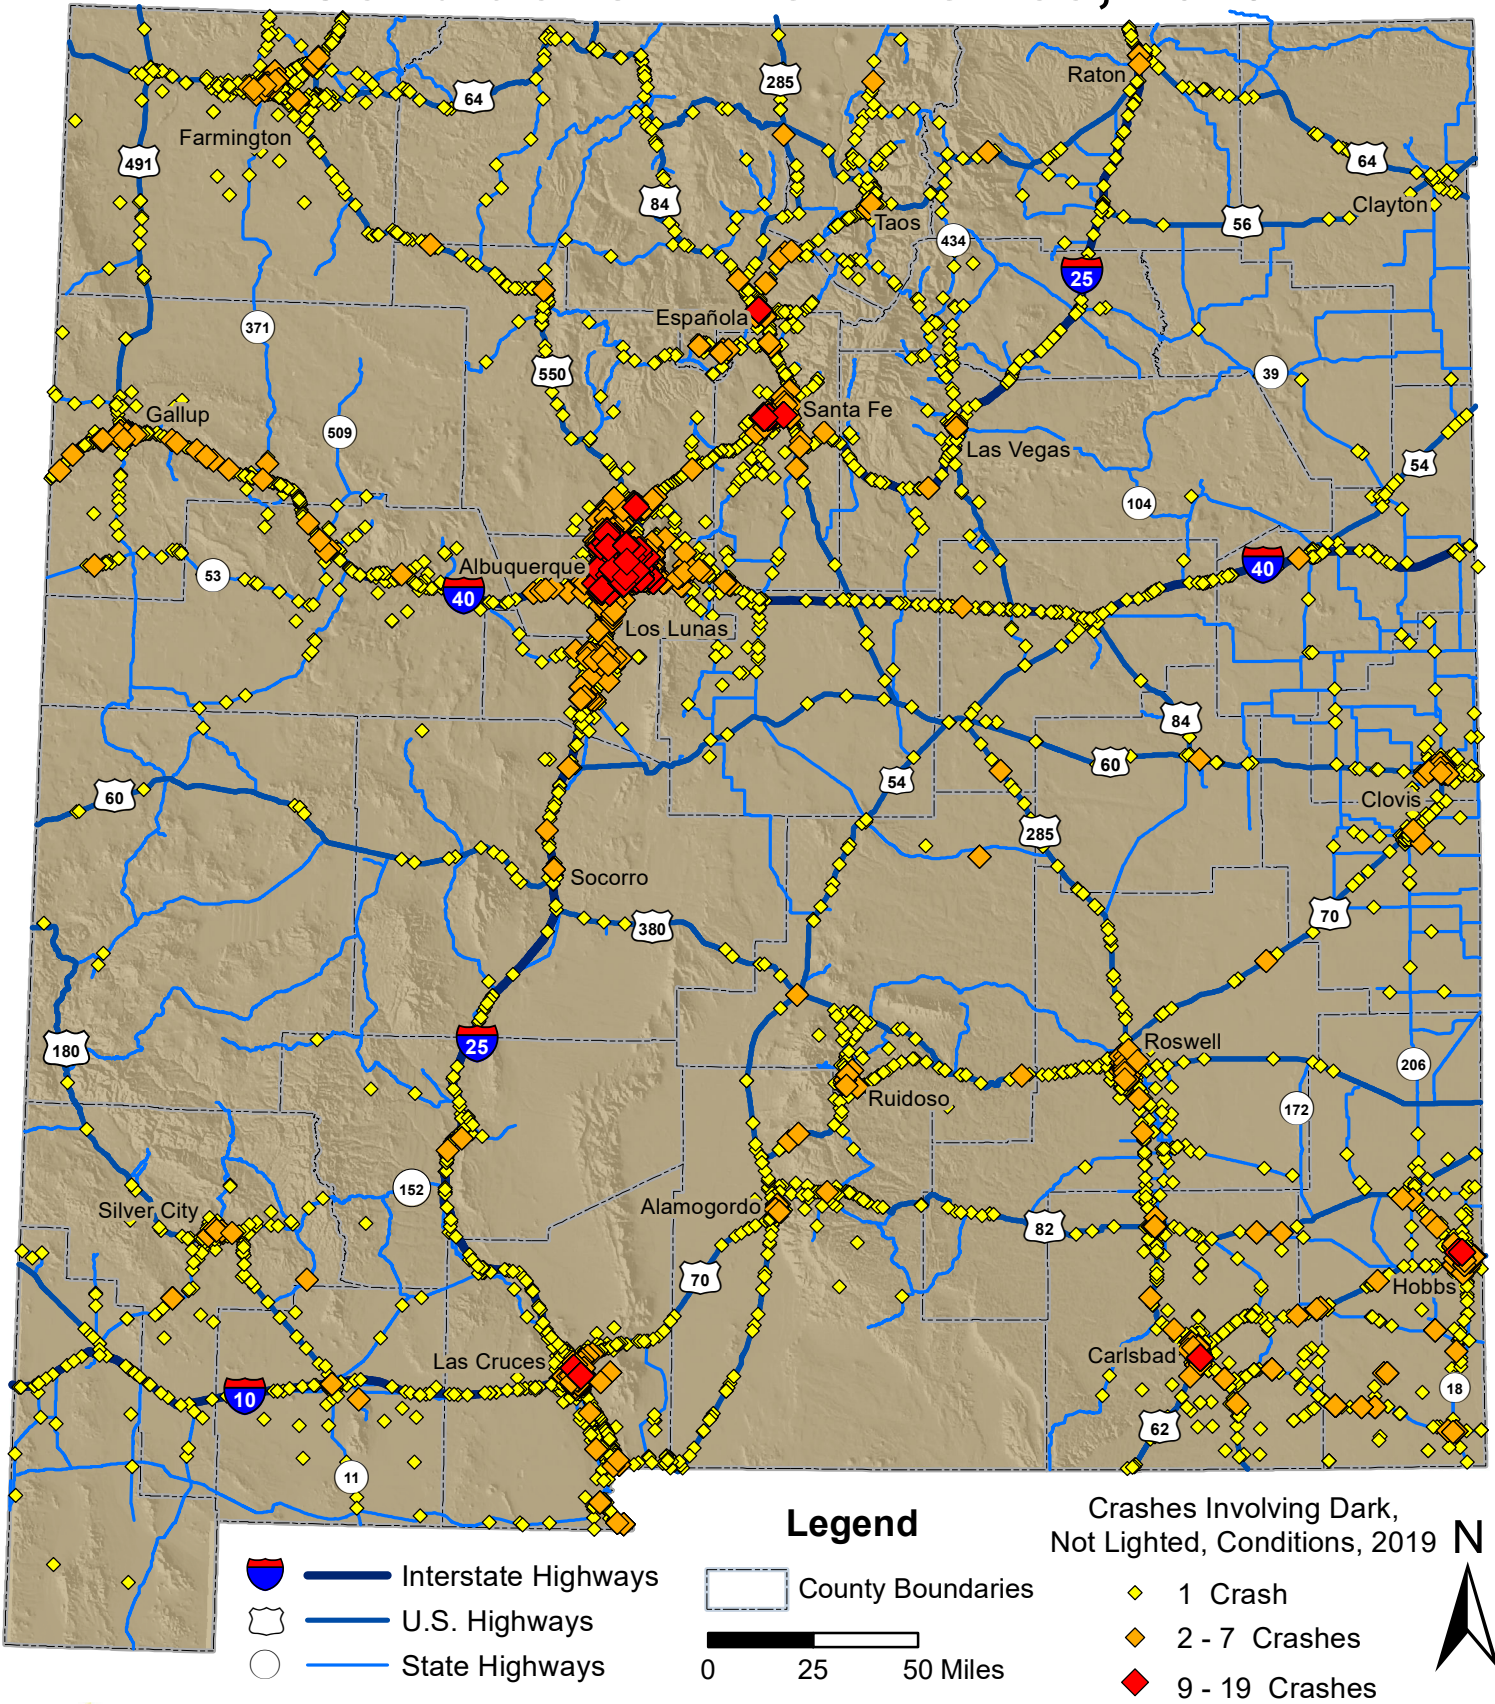 Raton
285
64
Farmington
491
64
84
Clayton
Taos
56
434
25
Española
371
550
39
Gallup
Santa Fe
509
Las Vegas
54
104
Albuquerque
40
53
40
Los Lunas
84
60
54
60
Clovis
285
Socorro
70
380
Roswell
25
180
206
Ruidoso
172
152
Silver City
Alamogordo
82
70
Hobbs
Las Cruces
Carlsbad
10
18
62
11
Legend
Interstate Highways
U.S. Highways
State Highways
County Boundaries
0 25 50 Miles
Crashes Involving Dark,
Not Lighted, Conditions, 2019
1 Crash
2 - 7 Crashes
9 - 19 Crashes
N